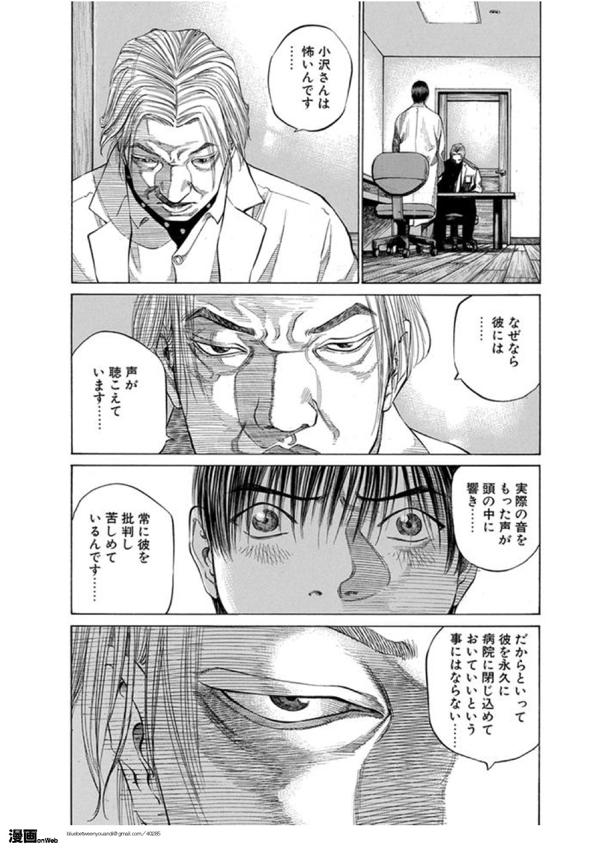 小沢さんは
怖いんです
……
なぜなら
彼には
……
声が
聴こえて
います……
実際の音を
もった声が
頭の中に
響き……
常に彼を
批判し
苦しめて
いるんです……
だからといって
彼を永久に
病院に閉じ込めて
おいていいという
事にはならない……
漫画onWeb
bluebetweenyouandi@gmail.com/40285